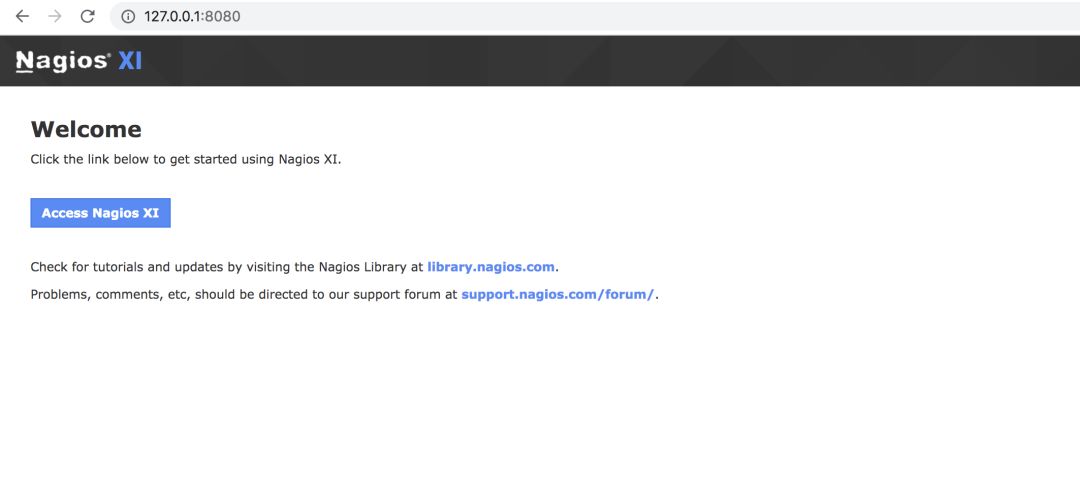 127.0.0.1:8080
Nagios® XI
Welcome
Click the link below to get started using Nagios XI.
Access Nagios XI
Check for tutorials and updates by visiting the Nagios Library at library.nagios.com.
Problems, comments, etc, should be directed to our support forum at support.nagios.com/forum/.